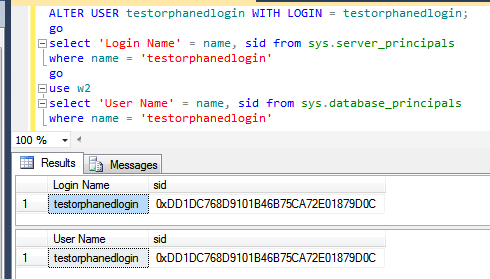 ALTER USER testorphanedlogin WITH LOGIN = testorphanedlogin;
go
select 'Login Name' = name, sid from sys.server_principals
where name = 'testorphanedlogin'
go
use w2
select 'User Name' = name, sid from sys.database_principals
where name = 'testorphanedlogin'
100 %
Results Messages
Login Name sid
1 testorphanedlogin 0xDD1DC768D9101B46B75CA72E01879D0C
User Name sid
1 testorphanedlogin 0xDD1DC768D9101B46B75CA72E01879D0C